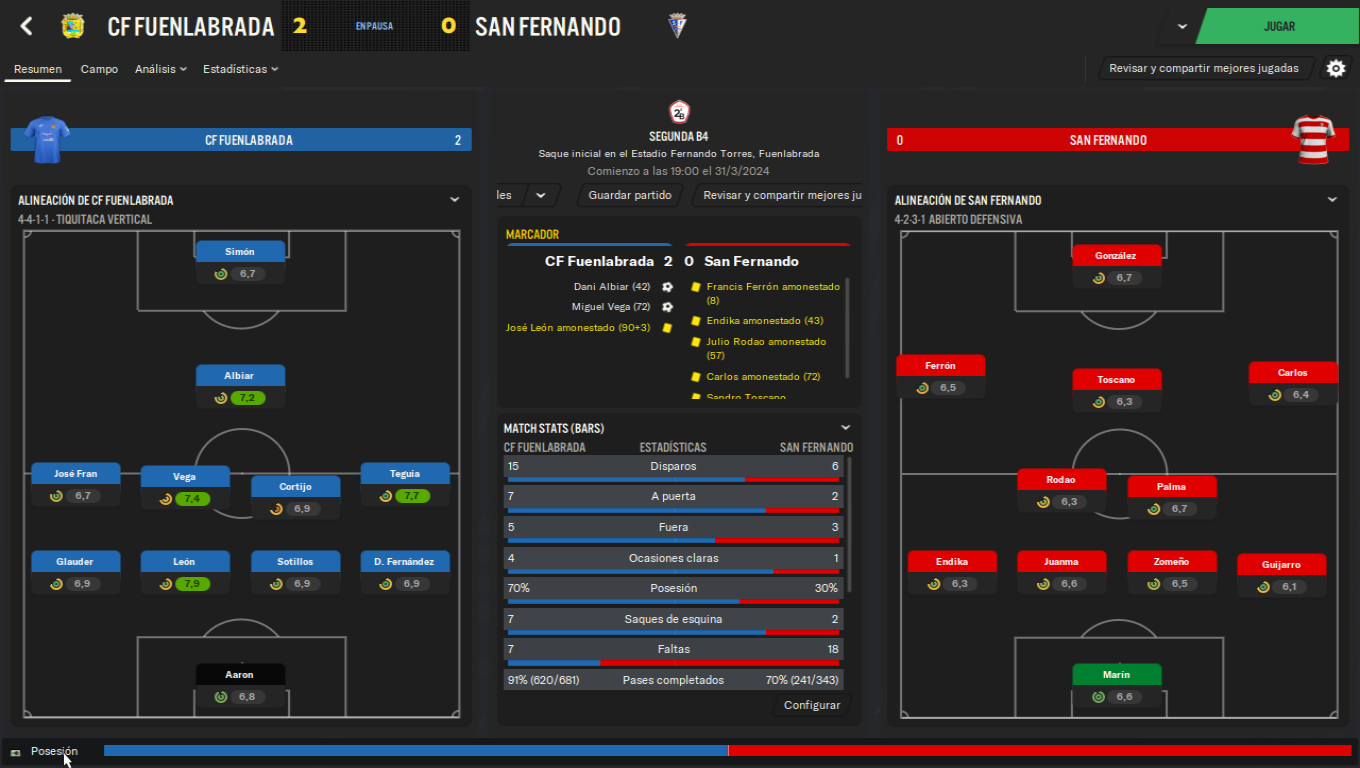 CF FUENLABRADA 2 EN PAUSA 0 SAN FERNANDO JUGAR
Resumen Campo Análisis Estadísticas Revisar y compartir mejores jugadas
CF FUENLABRADA 2
ALINEACIÓN DE CF FUENLABRADA
4-4-1-1 - TIQUITACA VERTICAL
Simón
6,7
Albiar
7,2
José Fran Vega Cortijo Teguia
6,7 7,4 6,9 7,7
Glauder León Sotillos D. Fernández
6,9 7,9 6,9 6,9
Aaron
6,8
2B
SEGUNDA B4
Saque inicial en el Estadio Fernando Torres, Fuenlabrada
Comienzo a las 19:00 el 31/3/2024
les Guardar partido Revisar y compartir mejores ju
MARCADOR
CF Fuenlabrada 2 0 San Fernando
Dani Albiar (42)
Miguel Vega (72)
José León amonestado (90+3)
Francis Ferrón amonestado
(8)
Endika amonestado (43)
Julio Rodao amonestado
(57)
Carlos amonestado (72)
Sandro Toscano
MATCH STATS (BARS)
CF FUENLABRADA ESTADÍSTICAS SAN FERNANDO
15 Disparos 6
7 A puerta 2
5 Fuera 3
4 Ocasiones claras 1
70% Posesión 30%
7 Saques de esquina 2
7 Faltas 18
91% (620/681) Pases completados 70% (241/343)
Configurar
0 SAN FERNANDO
ALINEACIÓN DE SAN FERNANDO
4-2-3-1 ABIERTO DEFENSIVA
González
6,7
Ferrón Toscano Carlos
6,5 6,3 6,4
Rodao Palma
6,3 6,7
Endika Juanma Zomeño Guijarro
6,3 6,6 6,5 6,1
Marín
6,6
Posesión